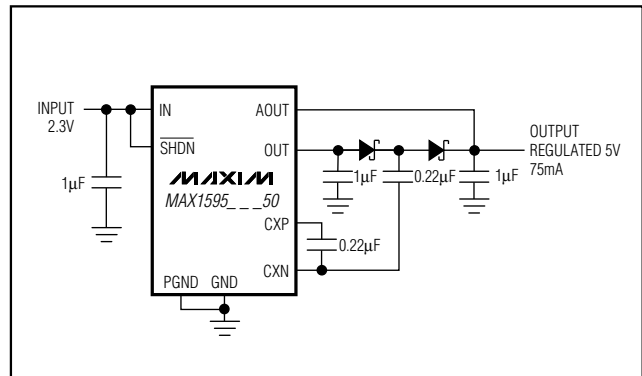 INPUT
2.3V
1μF
IN
SHDN
MAXIM
MAX1595_ _ _50
PGND
GND
AOUT
OUT
CXP
CXN
1μF
0.22μF
0.22μF
1μF
OUTPUT
REGULATED 5V
75mA